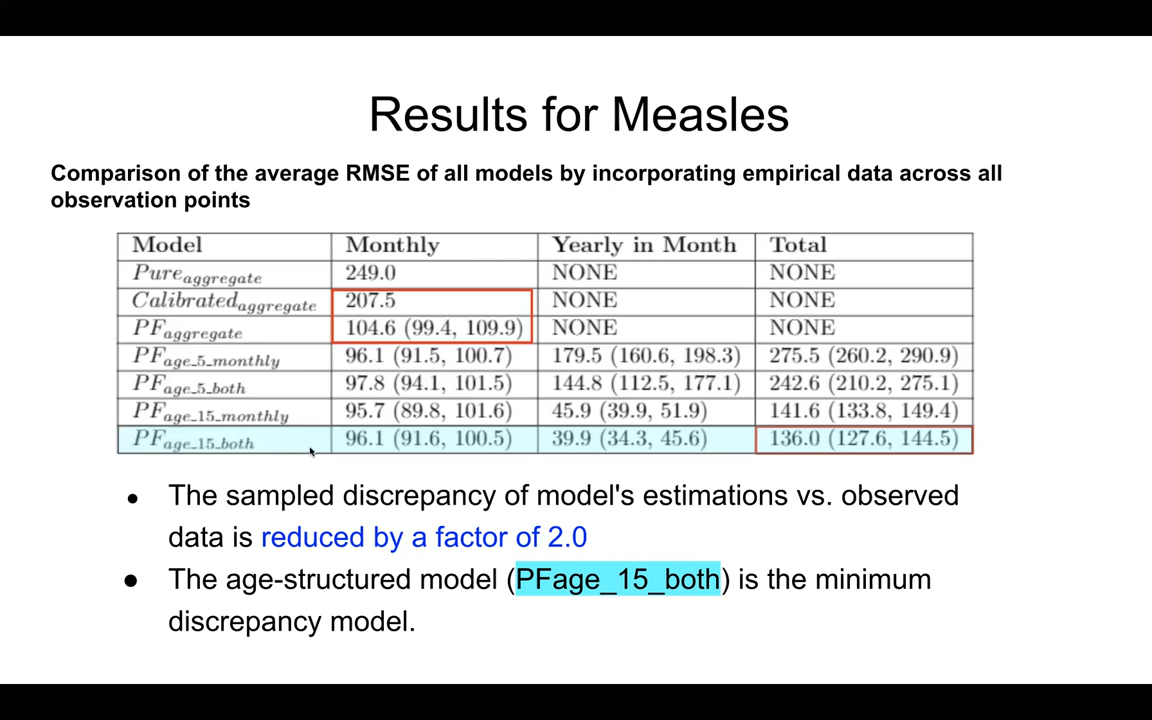 Results for Measles
Comparison of the average RMSE of all models by incorporating empirical data across all
observation points
Model Monthly Yearly in Month Total
Pure_aggregate 249.0 NONE NONE
Calibrated_aggregate 207.5 NONE NONE
PF_aggregate 104.6 (99.4, 109.9) NONE NONE
PF_age_5_monthly 96.1 (91.5, 100.7) 179.5 (160.6, 198.3) 275.5 (260.2, 290.9)
PF_age_5_both 97.8 (94.1, 101.5) 144.8 (112.5, 177.1) 242.6 (210.2, 275.1)
PF_age_15_monthly 95.7 (89.8, 101.6) 45.9 (39.9, 51.9) 141.6 (133.8, 149.4)
PF_age_15_both 96.1 (91.6, 100.5) 39.9 (34.3, 45.6) 136.0 (127.6, 144.5)
● The sampled discrepancy of model's estimations vs. observed
data is reduced by a factor of 2.0
● The age-structured model (PFage_15_both) is the minimum
discrepancy model.